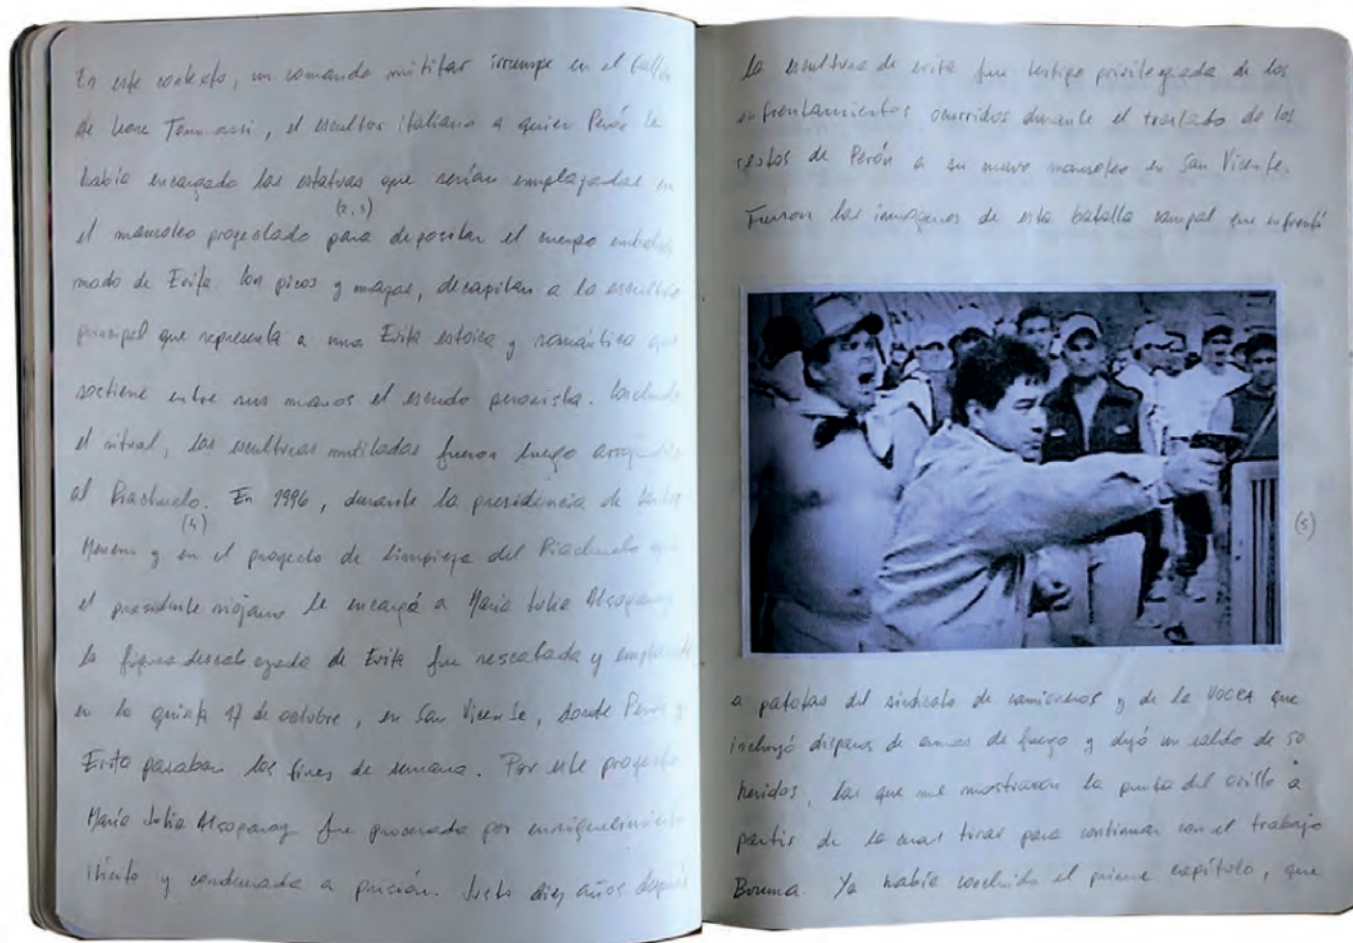 En este contexto, un comando militar irrumpe en el taller
de Leone Tommasi, el escultor italiano a quien Perón le
había encargado las estatuas que serían emplazadas en
(2, 3)
el mausoleo proyectado para depositar el cuerpo embalsa
mado de Evita. Con picos y mazas, decapitan a la escultura
principal que representa a una Evita estoica y romántica que
sostiene entre sus manos el escudo peronista. Concluido
el ritual, las esculturas mutiladas fueron luego arrojadas
al Riachuelo. En 1996, durante la presidencia de Carlos
(4)
Menem y en el proyecto de limpieza del Riachuelo que
el presidente riojano le encargó a María Julia Alsogaray
la figura descabezada de Evita fue rescatada y emplazada
en la quinta 17 de octubre, en San Vicente, donde Perón y
Evita pasaban los fines de semana. Por este proyecto
María Julia Alsogaray fue procesada por enriquecimiento
ilícito y condenada a prisión. Justo diez años después
la escultura de evita fue testigo privilegiada de los
enfrentamientos ocurridos durante el traslado de los
restos de Perón a su nuevo mausoleo en San Vicente.
Fueron las imágenes de esta batalla campal que enfrentó
(5)
a patotas del sindicato de camioneros y de la UOCRA que
incluyó disparos de armas de fuego y dejó un saldo de 50
heridos, las que me mostraron la punta del ovillo a
partir de la cual tirar para continuar con el trabajo
Bruma. Ya había concluido el primer capítulo, que